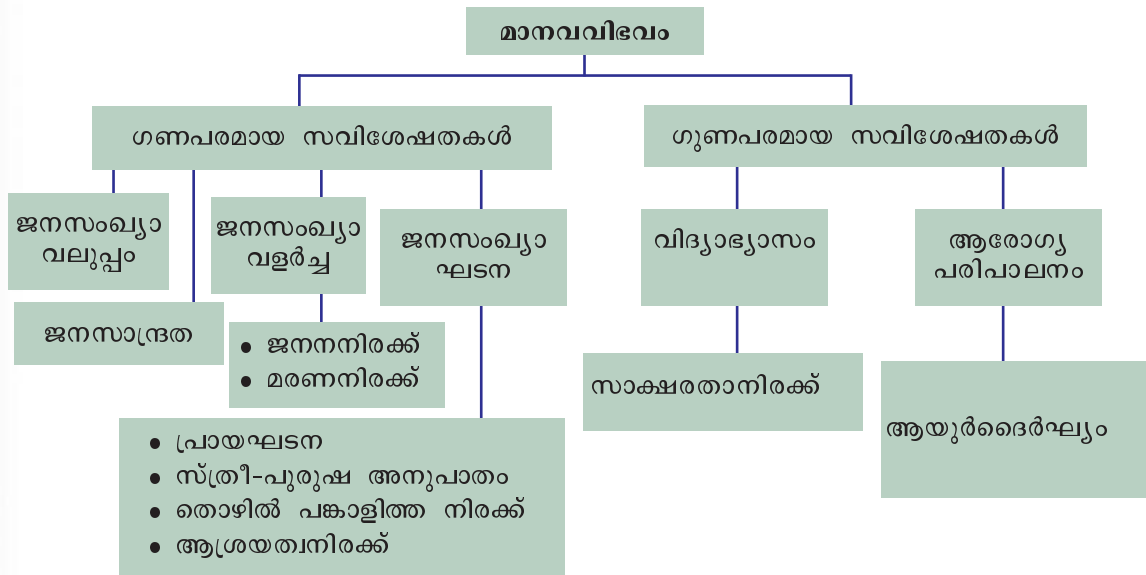 മാനവവിഭവം
ഗണപരമായ സവിശേഷതകൾ
ജനസംഖ്യാ
വലുപ്പം
ജനസാന്ദ്രത
ജനസംഖ്യാ
വളർച്ച
● ജനനനിരക്ക്
● മരണനിരക്ക്
ജനസംഖ്യാ
ഘടന
● പ്രായഘടന
● സ്ത്രീ-പുരുഷ അനുപാതം
● തൊഴിൽ പങ്കാളിത്ത നിരക്ക്
● ആശ്രയത്വനിരക്ക്
ഗുണപരമായ സവിശേഷതകൾ
വിദ്യാഭ്യാസം
സാക്ഷരതാനിരക്ക്
ആരോഗ്യ
പരിപാലനം
ആയുർദൈർഘ്യം